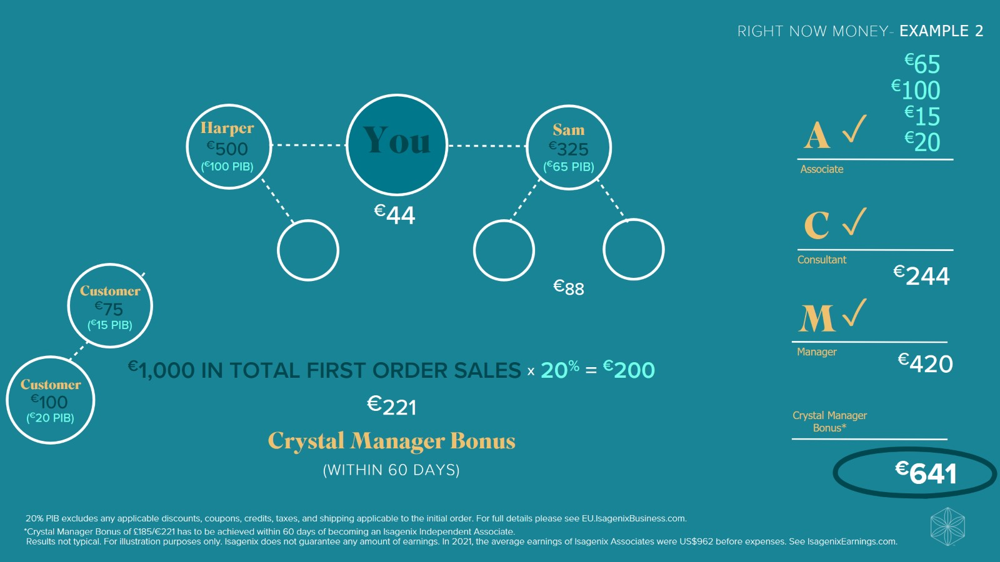 RIGHT NOW MONEY- EXAMPLE 2
€65
€100
€15
€20
A ✓
Associate
C ✓
Consultant
€244
M ✓
Manager
€420
Crystal Manager
Bonus*
€641
Harper
€500
(€100 PIB)
You
€44
Sam
€325
(€65 PIB)
€88
Customer
€75
(€15 PIB)
Customer
€100
(€20 PIB)
€1,000 IN TOTAL FIRST ORDER SALES x 20% = €200
€221
Crystal Manager Bonus
(WITHIN 60 DAYS)
20% PIB excludes any applicable discounts, coupons, credits, taxes, and shipping applicable to the initial order. For full details please see EU.IsagenixBusiness.com.
*Crystal Manager Bonus of £185/€221 has to be achieved within 60 days of becoming an Isagenix Independent Associate.
Results not typical. For illustration purposes only. Isagenix does not guarantee any amount of earnings. In 2021, the average earnings of Isagenix Associates were US$962 before expenses. See IsagenixEarnings.com.